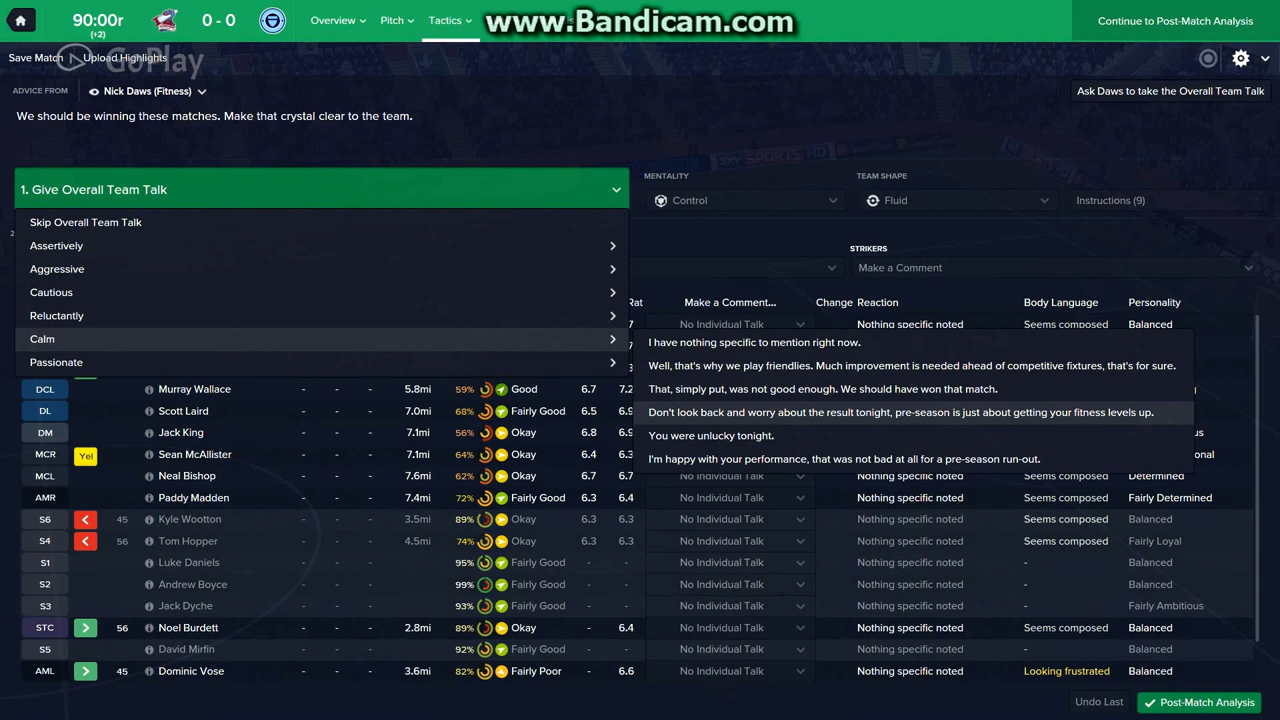 90:00r
(+2)
0 - 0
Overview
Pitch
Tactics
www.Bandicam.com
Continue to Post-Match Analysis
Save Match
Upload Highlights
GoPlay
ADVICE FROM
Nick Daws (Fitness)
Ask Daws to take the Overall Team Talk
We should be winning these matches. Make that crystal clear to the team.
SKY SPORTS HD
1. Give Overall Team Talk
MENTALITY
Control
TEAM SHAPE
Fluid
Instructions (9)
Skip Overall Team Talk
Assertively
Aggressive
Cautious
Reluctantly
Calm
Passionate
STRIKERS
Make a Comment
Rat Make a Comment... Change Reaction Body Language Personality
7 No Individual Talk Nothing specific noted Seems composed Balanced
I have nothing specific to mention right now.
Well, that's why we play friendlies. Much improvement is needed ahead of competitive fixtures, that's for sure.
That, simply put, was not good enough. We should have won that match.
Don't look back and worry about the result tonight, pre-season is just about getting your fitness levels up.
You were unlucky tonight.
I'm happy with your performance, that was not bad at all for a pre-season run-out.
DCL Murray Wallace 5.8mi 59% Good 6.7 7.2
DL Scott Laird 7.0mi 68% Fairly Good 6.5 6.9
DM Jack King 7.1mi 56% Okay 6.8 6.9
MCR Yel Sean McAllister 7.1mi 64% Okay 6.4 6.3
MCL Neal Bishop 7.6mi 62% Okay 6.7 6.7 No Individual Talk Nothing specific noted Seems composed Determined
AMR Paddy Madden - - - 7.4mi 72% Fairly Good 6.3 6.4 No Individual Talk Nothing specific noted Seems composed Fairly Determined
S6 45 Kyle Wootton - - - 3.5mi 89% Okay 6.3 6.3 No Individual Talk Nothing specific noted Seems composed Balanced
S4 56 Tom Hopper - - - 4.5mi 74% Okay 6.3 6.3 No Individual Talk Nothing specific noted Seems composed Fairly Loyal
S1 Luke Daniels - - - 95% Fairly Good - - No Individual Talk Nothing specific noted - Balanced
S2 Andrew Boyce - - - 99% Fairly Good - - No Individual Talk Nothing specific noted - Balanced
S3 Jack Dyche - - - 93% Fairly Good - - No Individual Talk Nothing specific noted - Fairly Ambitious
STC 56 Noel Burdett - - - 2.8mi 89% Okay - 6.4 No Individual Talk Nothing specific noted Seems composed Balanced
S5 David Mirfin - - - 92% Fairly Good - - No Individual Talk Nothing specific noted - Balanced
AML 45 Dominic Vose - - - 3.6mi 82% Fairly Poor - 6.6 No Individual Talk Nothing specific noted Looking frustrated Balanced
Undo Last
Post-Match Analysis